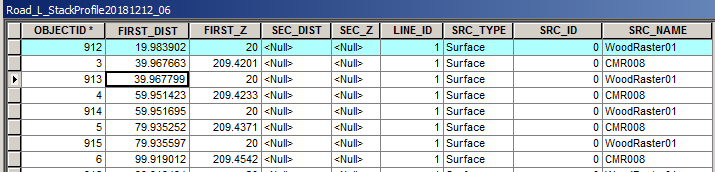 Road_L_StackProfile20181212_06
OBJECTID * FIRST_DIST FIRST_Z SEC_DIST SEC_Z LINE_ID SRC_TYPE SRC_ID SRC_NAME
912 19.983902 20 <Null> <Null> 1 Surface 0 WoodRaster01
3 39.967663 209.4201 <Null> <Null> 1 Surface 0 CMR008
913 39.967799 20 <Null> <Null> 1 Surface 0 WoodRaster01
4 59.951423 209.4233 <Null> <Null> 1 Surface 0 CMR008
914 59.951695 20 <Null> <Null> 1 Surface 0 WoodRaster01
5 79.935252 209.4371 <Null> <Null> 1 Surface 0 CMR008
915 79.935597 20 <Null> <Null> 1 Surface 0 WoodRaster01
6 99.919012 209.4542 <Null> <Null> 1 Surface 0 CMR008